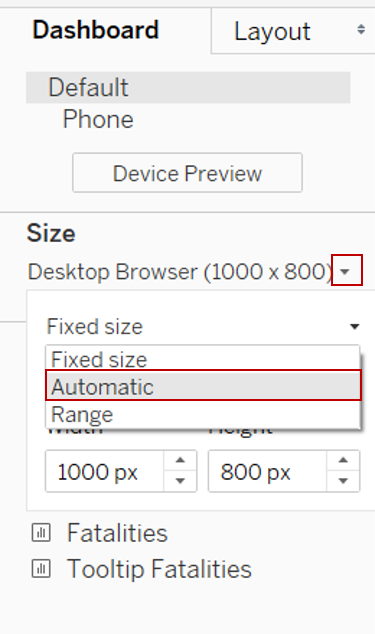 Dashboard Layout
Default
Phone
Device Preview
Size
Desktop Browser (1000 x 800)
Fixed size
Fixed size
Automatic
Range
Width Height
1000 px 800 px
Fatalities
Tooltip Fatalities